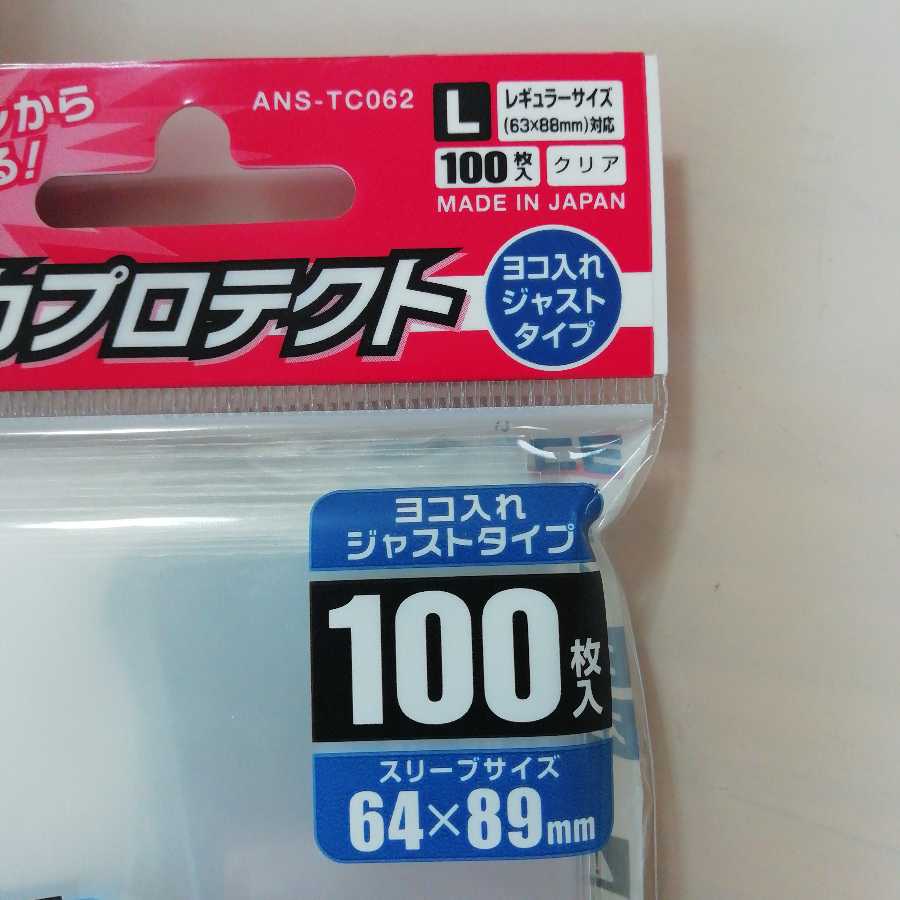 から
る!
ANS-TC062
L
レギュラーサイズ
(63×88mm)対応
100枚入
クリア
MADE IN JAPAN
プロテクト
ヨコ入れ
ジャスト
タイプ
ヨコ入れ
ジャストタイプ
100枚入
スリーブサイズ
64×89mm